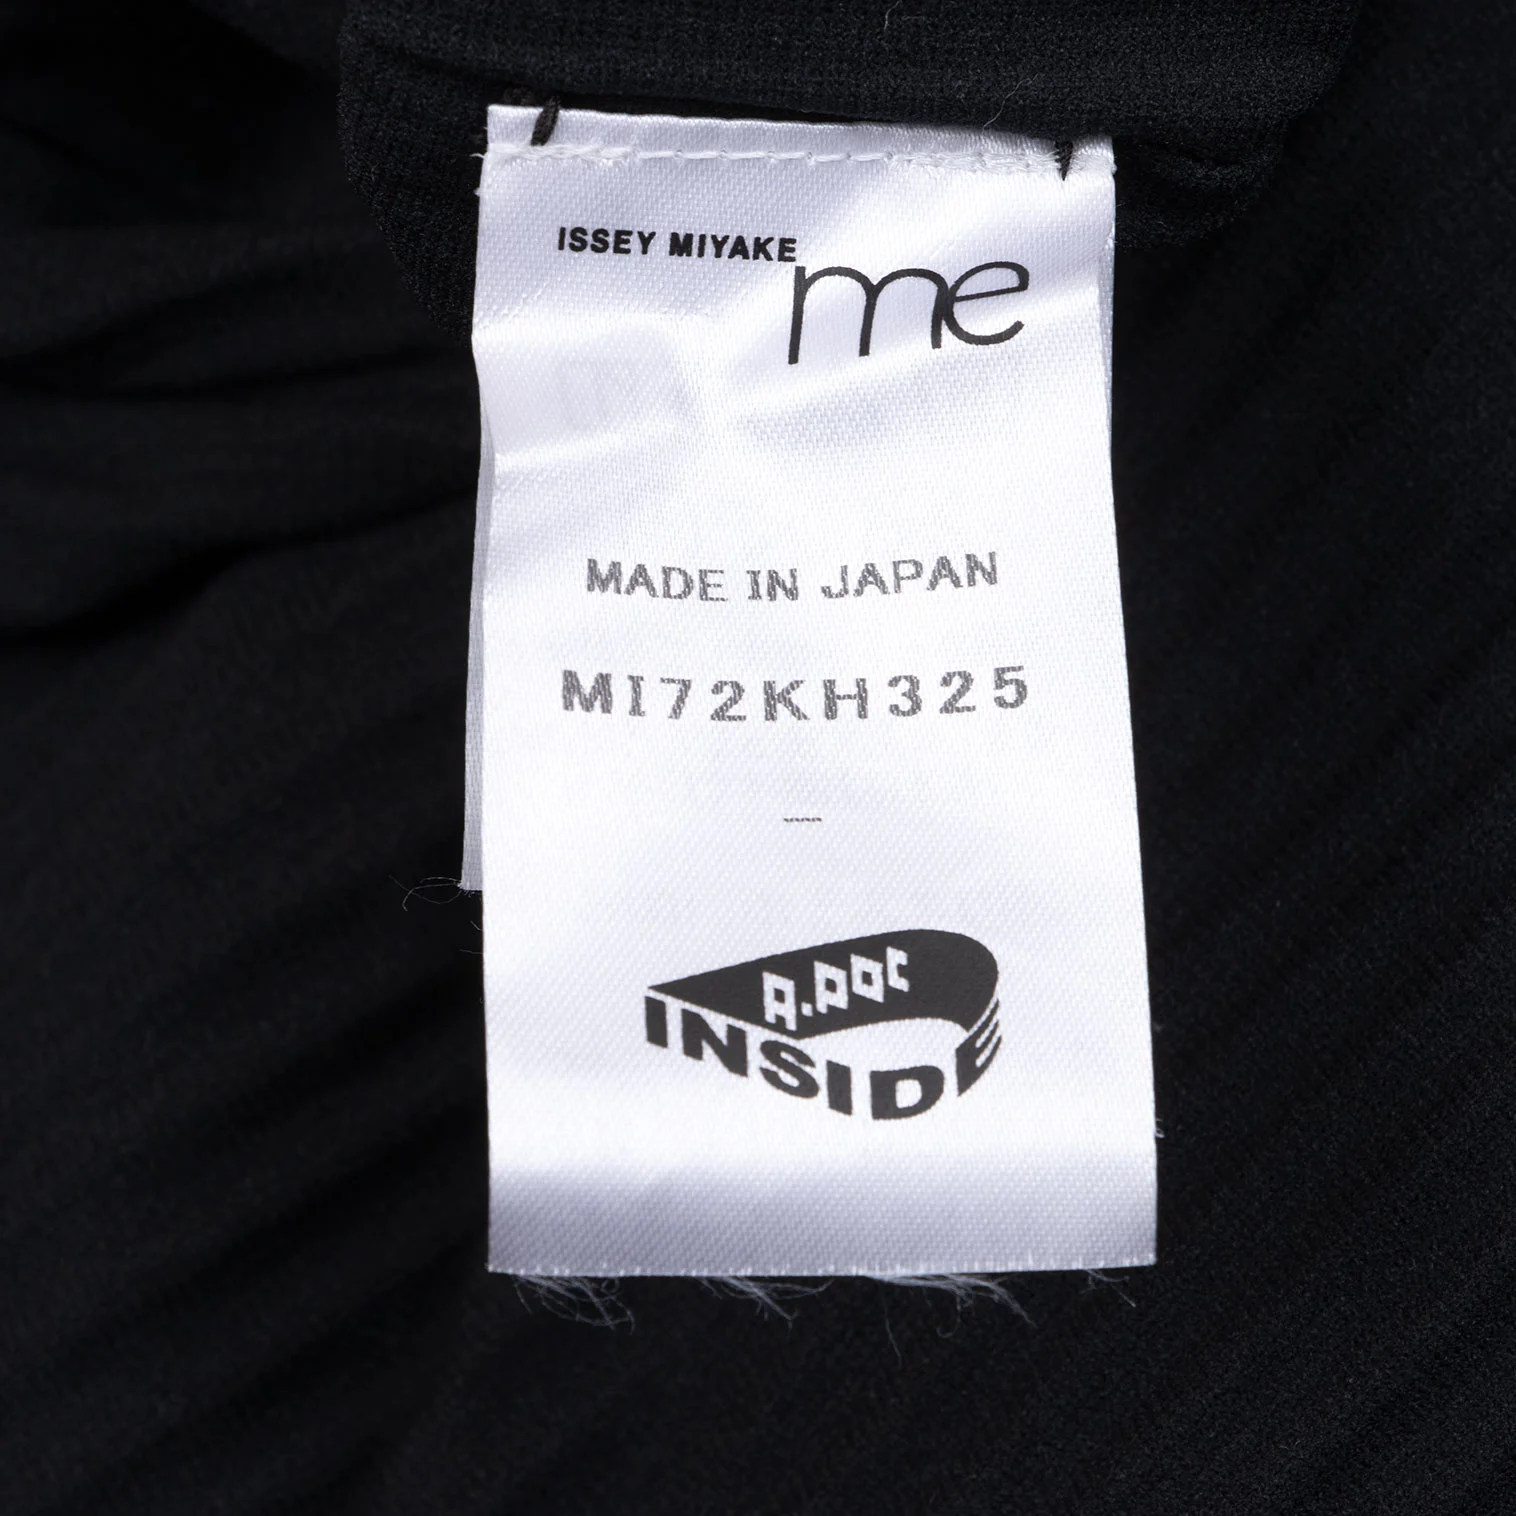 ISSEY MIYAKE
me
MADE IN JAPAN
MI72KH325
A.POC
INSIDE